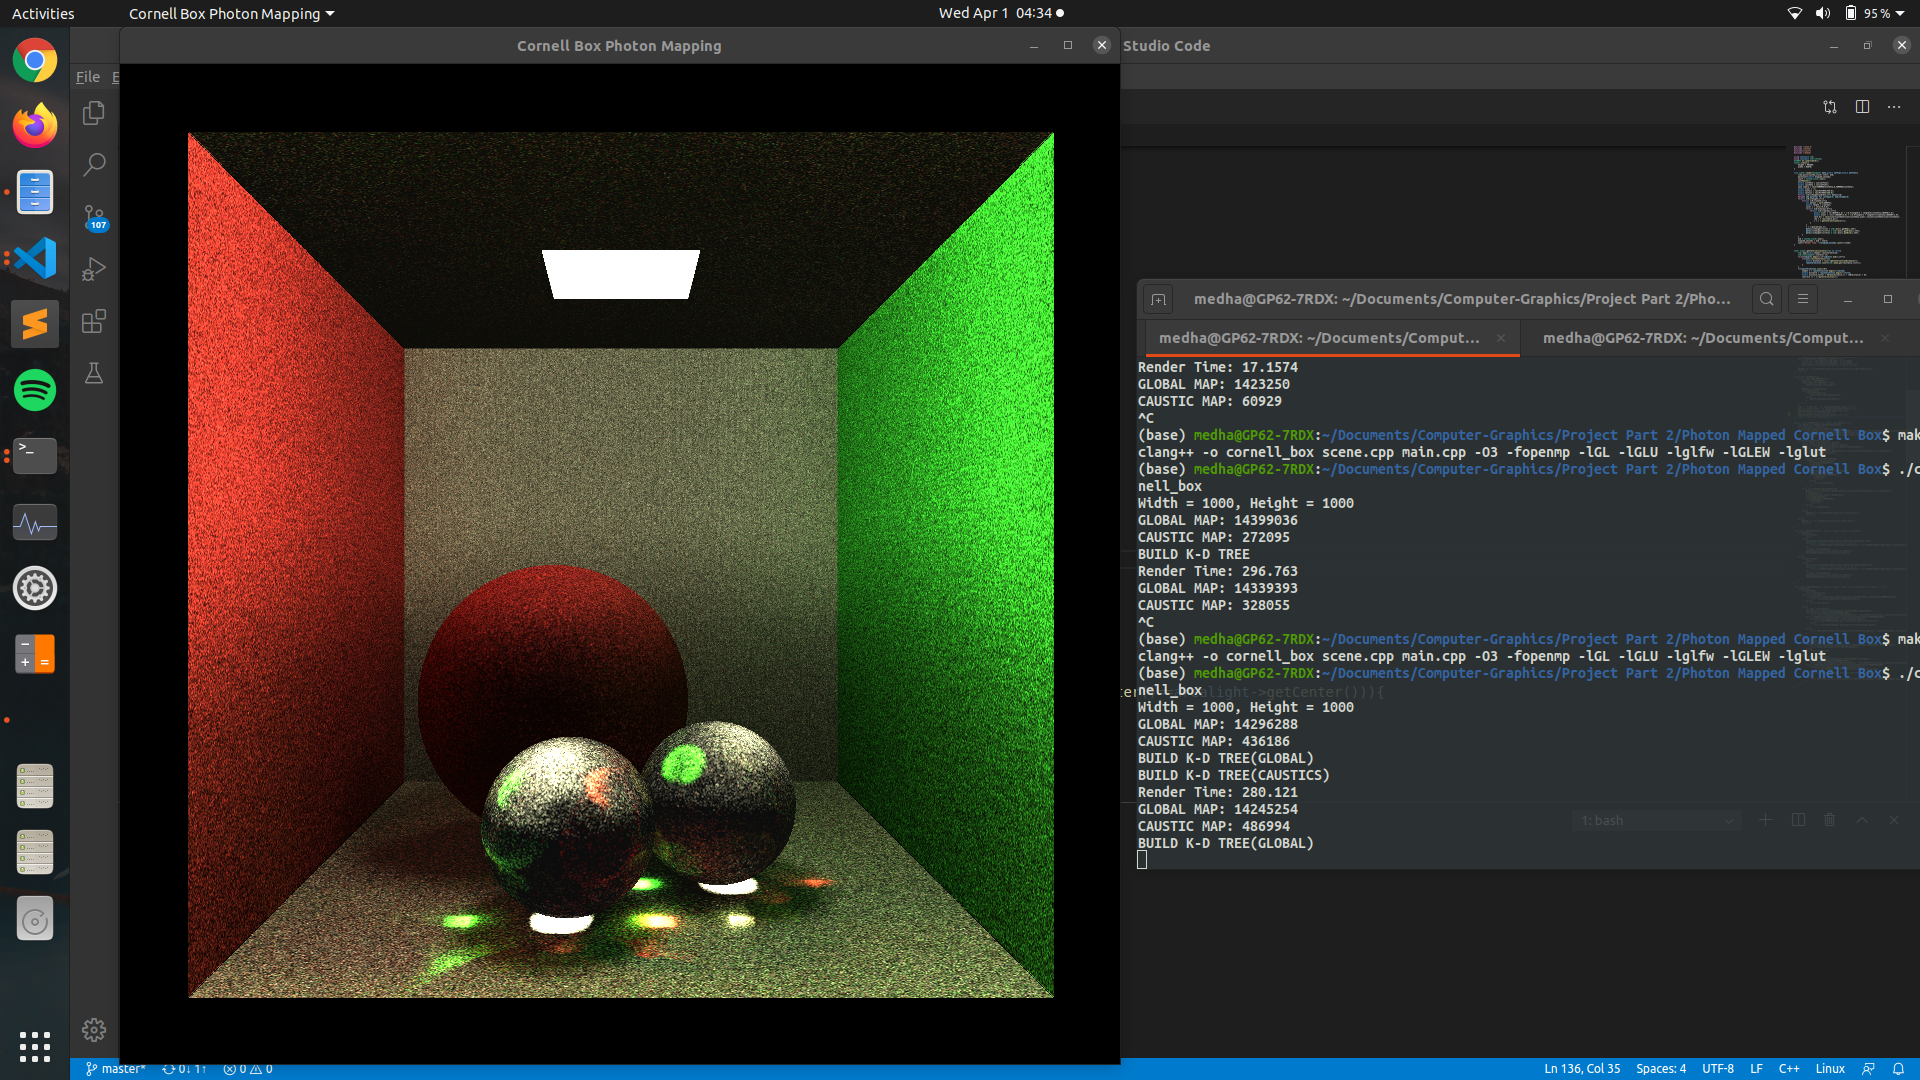 Activities
Cornell Box Photon Mapping
Wed Apr 1 04:34
95 %
Cornell Box Photon Mapping
Studio Code
File E
107
medha@GP62-7RDX: ~/Documents/Computer-Graphics/Project Part 2/Pho...
medha@GP62-7RDX: ~/Documents/Comput... × medha@GP62-7RDX: ~/Documents/Comput... ×
Render Time: 17.1574
GLOBAL MAP: 1423250
CAUSTIC MAP: 60929
^C
(base) medha@GP62-7RDX:~/Documents/Computer-Graphics/Project Part 2/Photon Mapped Cornell Box$ mak
clang++ -o cornell_box scene.cpp main.cpp -O3 -fopenmp -lGL -lGLU -lglfw -lGLEW -lglut
(base) medha@GP62-7RDX:~/Documents/Computer-Graphics/Project Part 2/Photon Mapped Cornell Box$ ./c
nell_box
Width = 1000, Height = 1000
GLOBAL MAP: 14399036
CAUSTIC MAP: 272095
BUILD K-D TREE
Render Time: 296.763
GLOBAL MAP: 14339393
CAUSTIC MAP: 328055
^C
(base) medha@GP62-7RDX:~/Documents/Computer-Graphics/Project Part 2/Photon Mapped Cornell Box$ mak
clang++ -o cornell_box scene.cpp main.cpp -O3 -fopenmp -lGL -lGLU -lglfw -lGLEW -lglut
(base) medha@GP62-7RDX:~/Documents/Computer-Graphics/Project Part 2/Photon Mapped Cornell Box$ ./c
nell_box
ter alight->getCenter())){
Width = 1000, Height = 1000
GLOBAL MAP: 14296288
CAUSTIC MAP: 436186
BUILD K-D TREE(GLOBAL)
BUILD K-D TREE(CAUSTICS)
Render Time: 280.121
GLOBAL MAP: 14245254
CAUSTIC MAP: 486994
BUILD K-D TREE(GLOBAL)
1: bash
master* 0↓ 1↑ 0 0
Ln 136, Col 35 Spaces: 4 UTF-8 LF C++ Linux